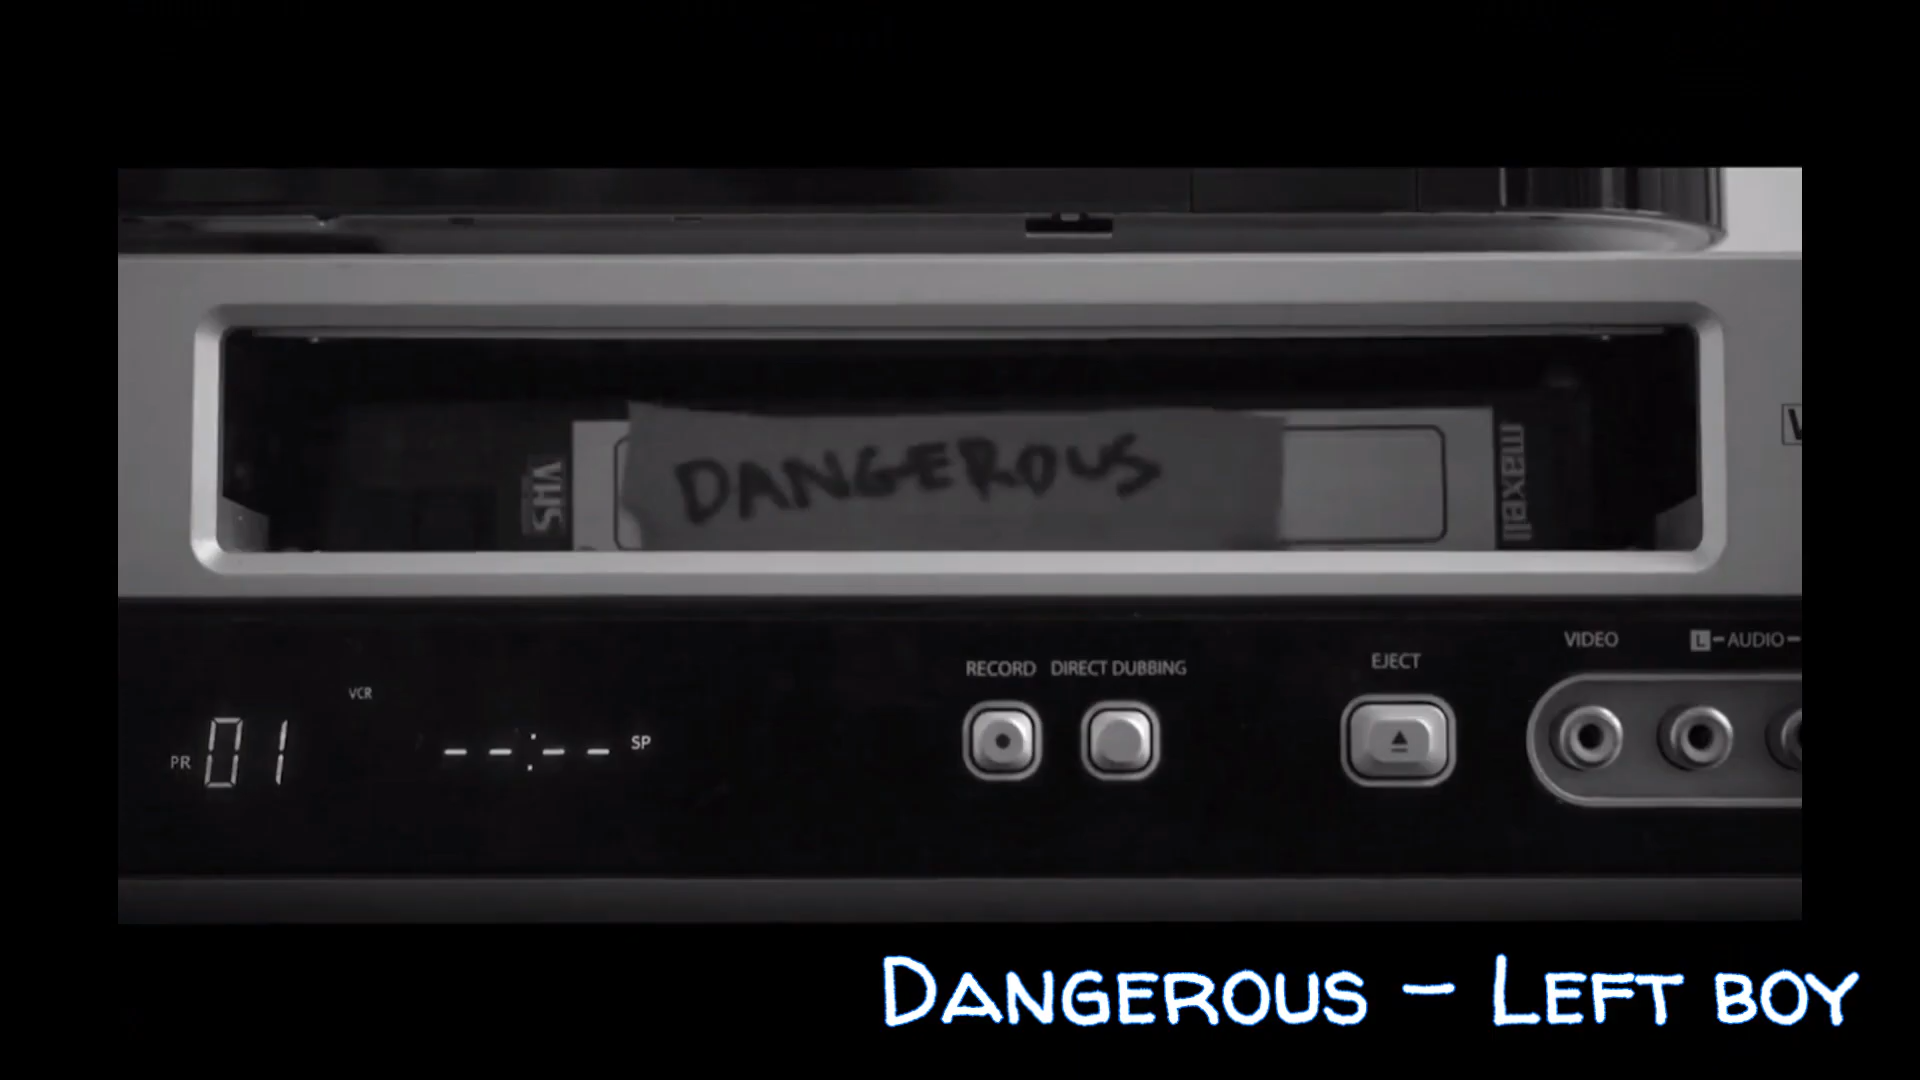 DANGEROUS
VHS
maxell
RECORD DIRECT DUBBING
EJECT
VIDEO
L AUDIO
VCR
PR 01
--:-- SP
DANGEROUS - LEFT BOY